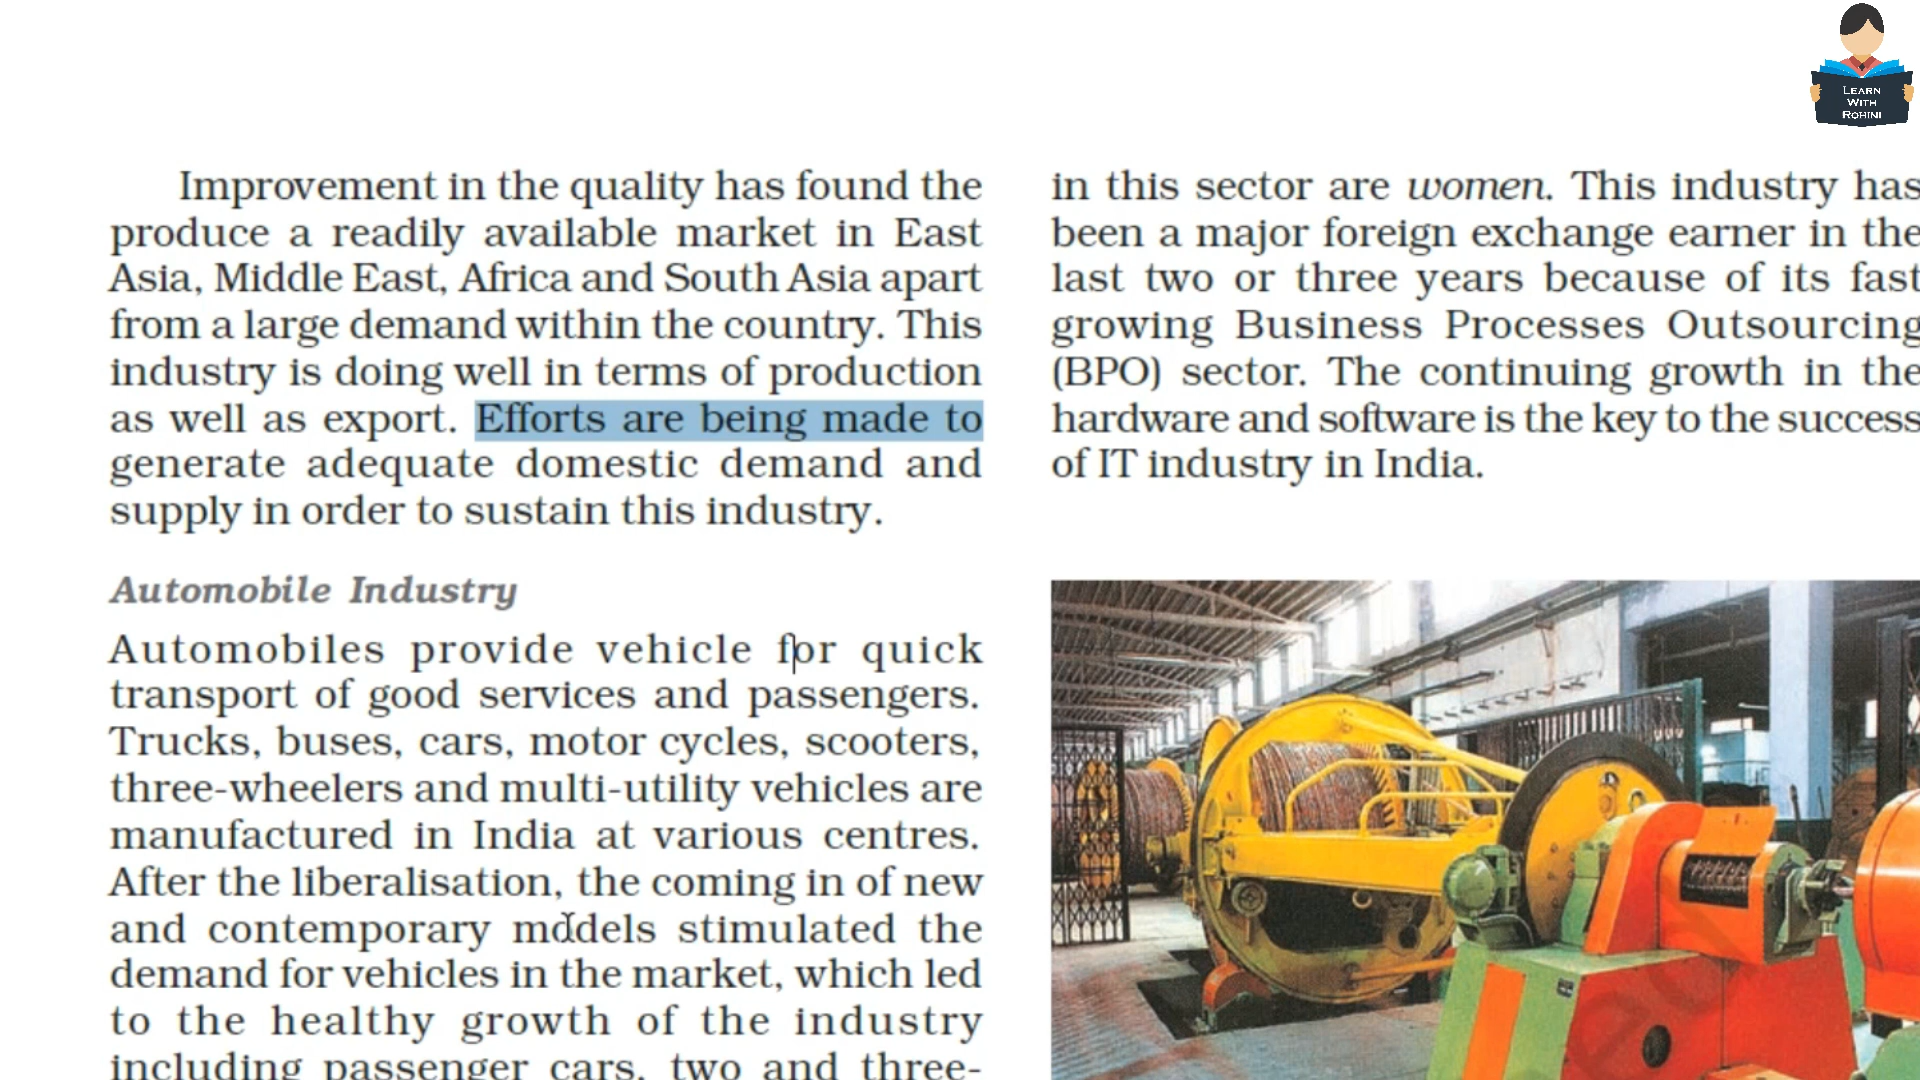 Improvement in the quality has found the
produce a readily available market in East
Asia, Middle East, Africa and South Asia apart
from a large demand within the country. This
industry is doing well in terms of production
as well as export. Efforts are being made to
generate adequate domestic demand and
supply in order to sustain this industry.
Automobile Industry
Automobiles provide vehicle for quick
transport of good services and passengers.
Trucks, buses, cars, motor cycles, scooters,
three-wheelers and multi-utility vehicles are
manufactured in India at various centres.
After the liberalisation, the coming in of new
and contemporary models stimulated the
demand for vehicles in the market, which led
to the healthy growth of the industry
including passenger cars, two and three-
in this sector are women. This industry has
been a major foreign exchange earner in the
last two or three years because of its fast
growing Business Processes Outsourcing
(BPO) sector. The continuing growth in the
hardware and software is the key to the success
of IT industry in India.
LEARN
WITH
ROHINI